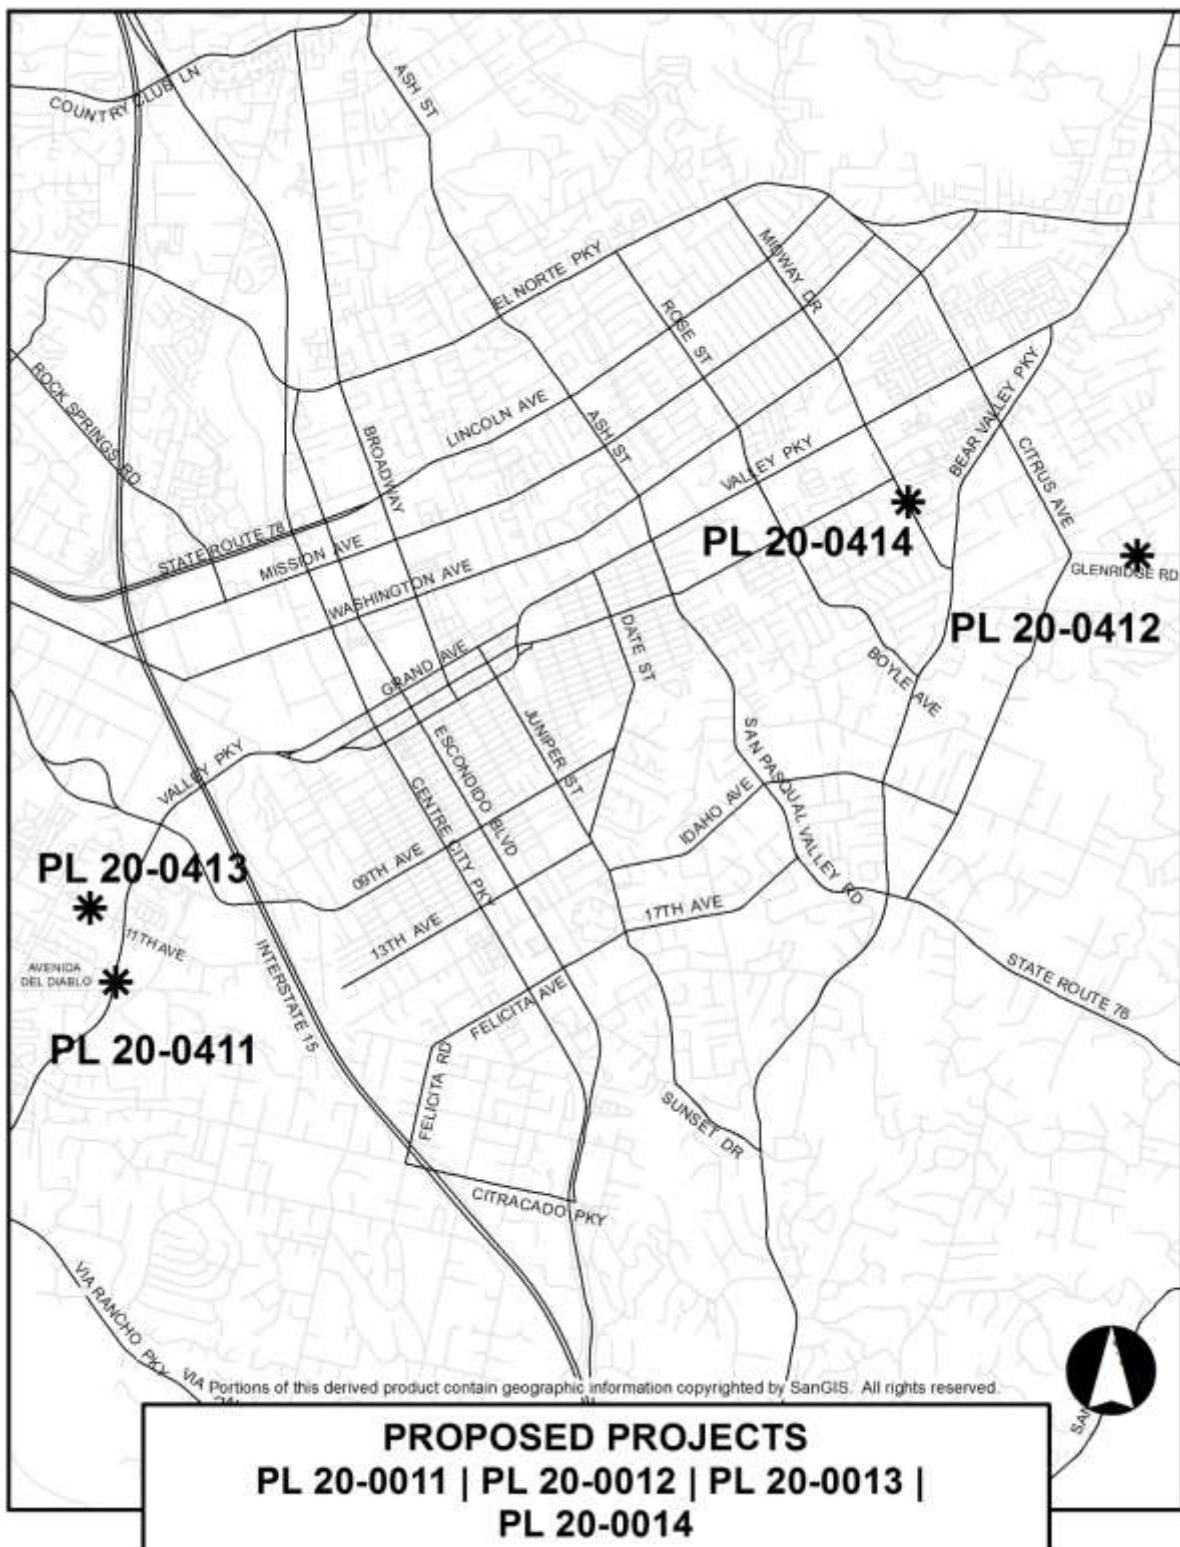 COUNTRY CLUB LN
ASH ST
EL NORTE PKY
MIDWAY DR
ROSE ST
ROCK SPRINGS RD
LINCOLN AVE
BROADWAY
ASH ST
BEAR VALLEY PKY
VALLEY PKY
CITRUS AVE
STATE ROUTE 78
MISSION AVE
PL 20-0414
GLENRIDGE RD
WASHINGTON AVE
PL 20-0412
DATE ST
GRAND AVE
BOYLE AVE
JUNIPER ST
ESCONDIDO BLVD
SAN PASQUAL VALLEY RD
VALLEY PKY
CENTRE CITY PKY
IDAHO AVE
09TH AVE
PL 20-0413
17TH AVE
13TH AVE
11TH AVE
INTERSTATE 15
AVENIDA
DEL DIABLO
STATE ROUTE 78
FELICITA AVE
PL 20-0411
FELICITA RD
SUNSET DR
CITRACADO PKY
VIA RANCHO PKY
VIA
SAN
Portions of this derived product contain geographic information copyrighted by SanGIS. All rights reserved.
PROPOSED PROJECTS
PL 20-0011 | PL 20-0012 | PL 20-0013 |
PL 20-0014